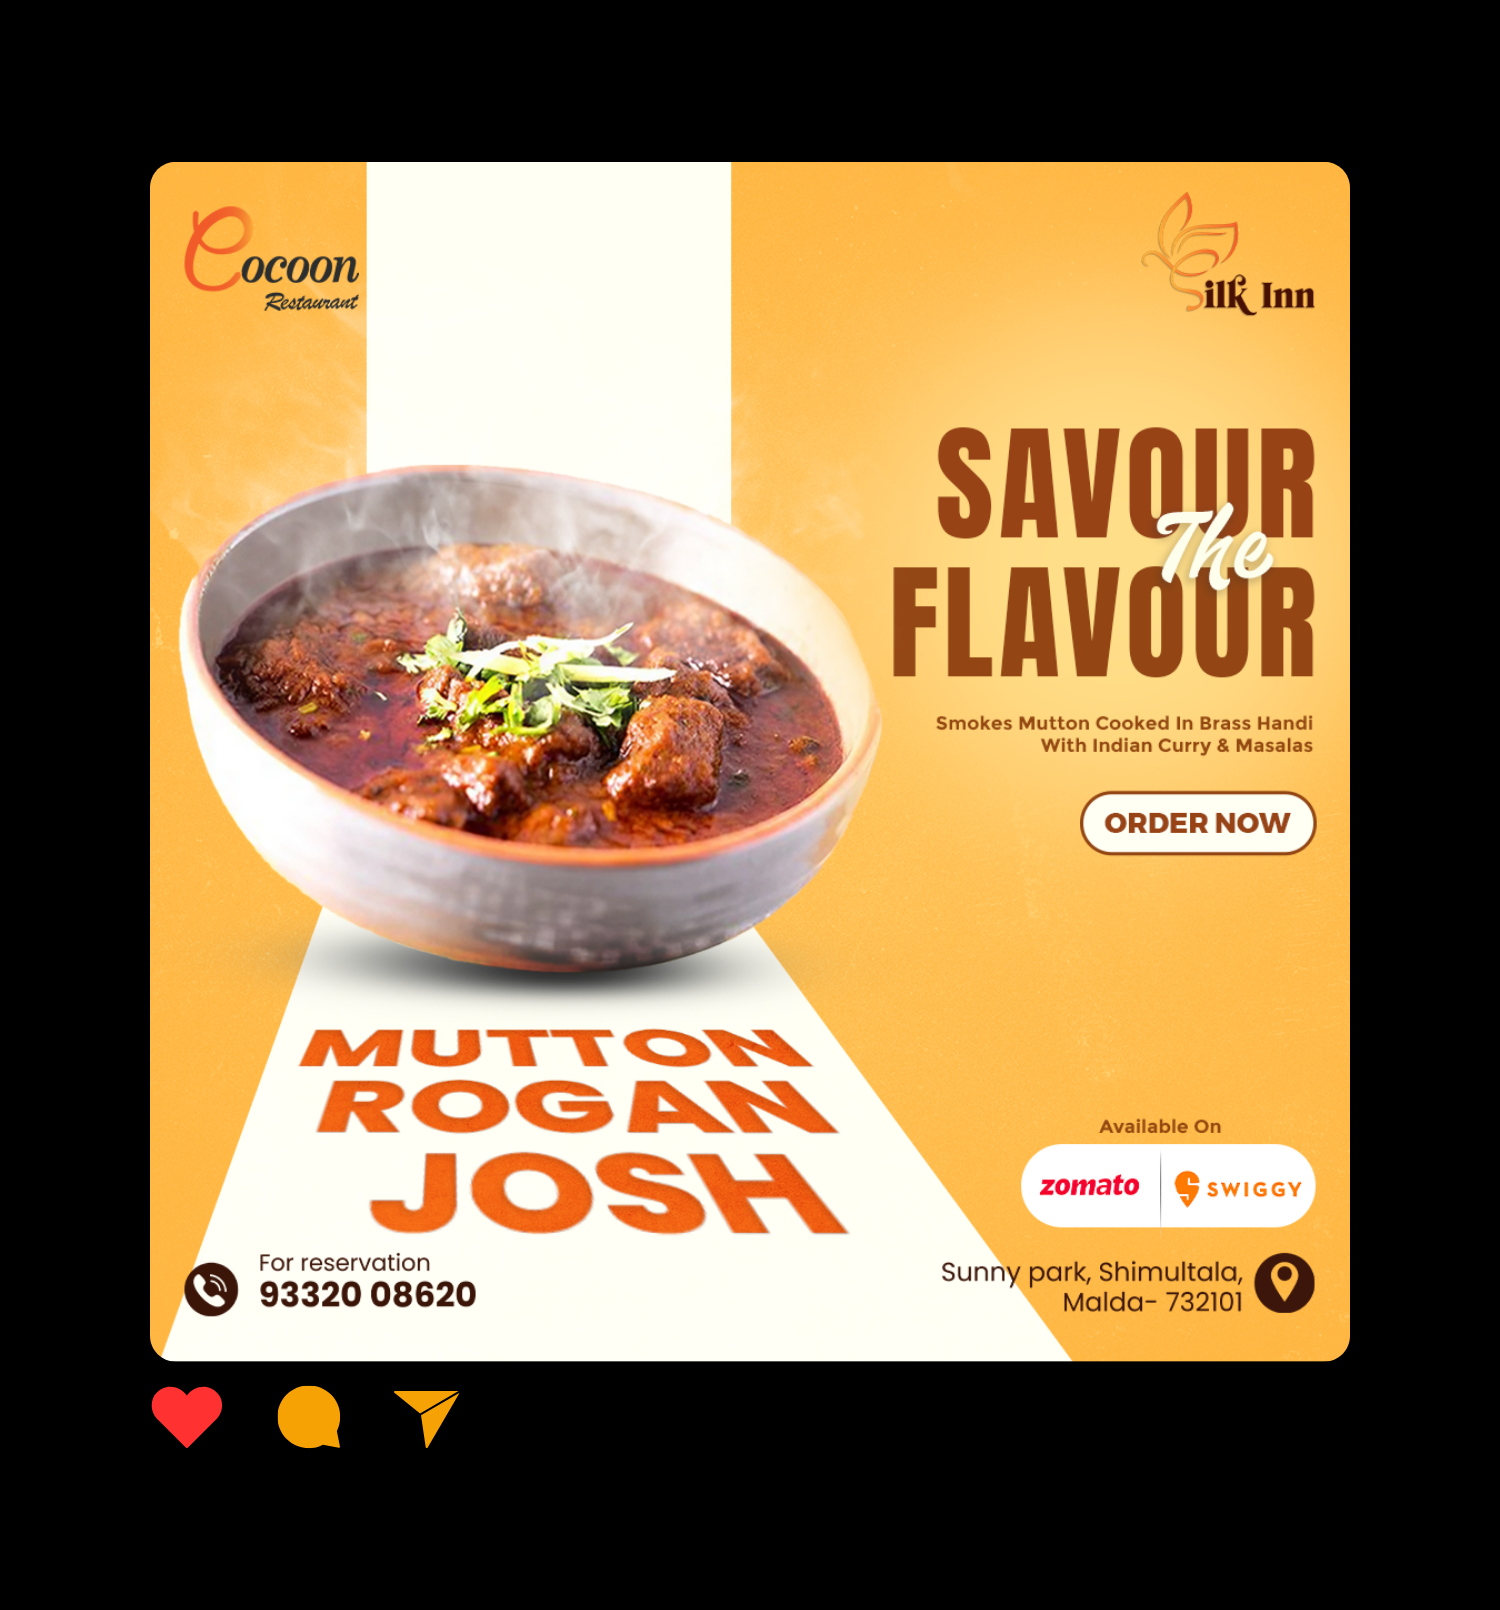 Cocoon
Restaurant
Silk Inn
SAVOUR
The
FLAVOUR
Smokes Mutton Cooked In Brass Handi
With Indian Curry & Masalas
ORDER NOW
MUTTON
ROGAN
JOSH
Available On
zomato
SWIGGY
For reservation
93320 08620
Sunny park, Shimultala,
Malda- 732101